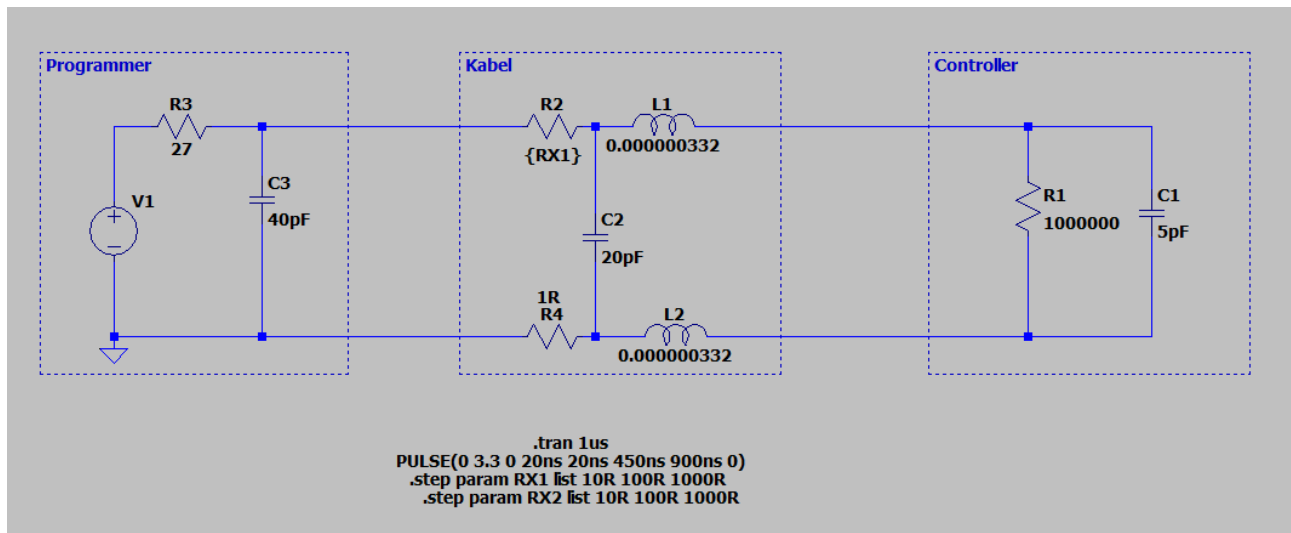 Programmer
Kabel
Controller
R3
27
V1
C3
40pF
R2
{RX1}
L1
0.000000332
C2
20pF
1R
R4
L2
0.000000332
R1
1000000
C1
5pF
.tran 1us
PULSE(0 3.3 0 20ns 20ns 450ns 900ns 0)
.step param RX1 list 10R 100R 1000R
.step param RX2 list 10R 100R 1000R